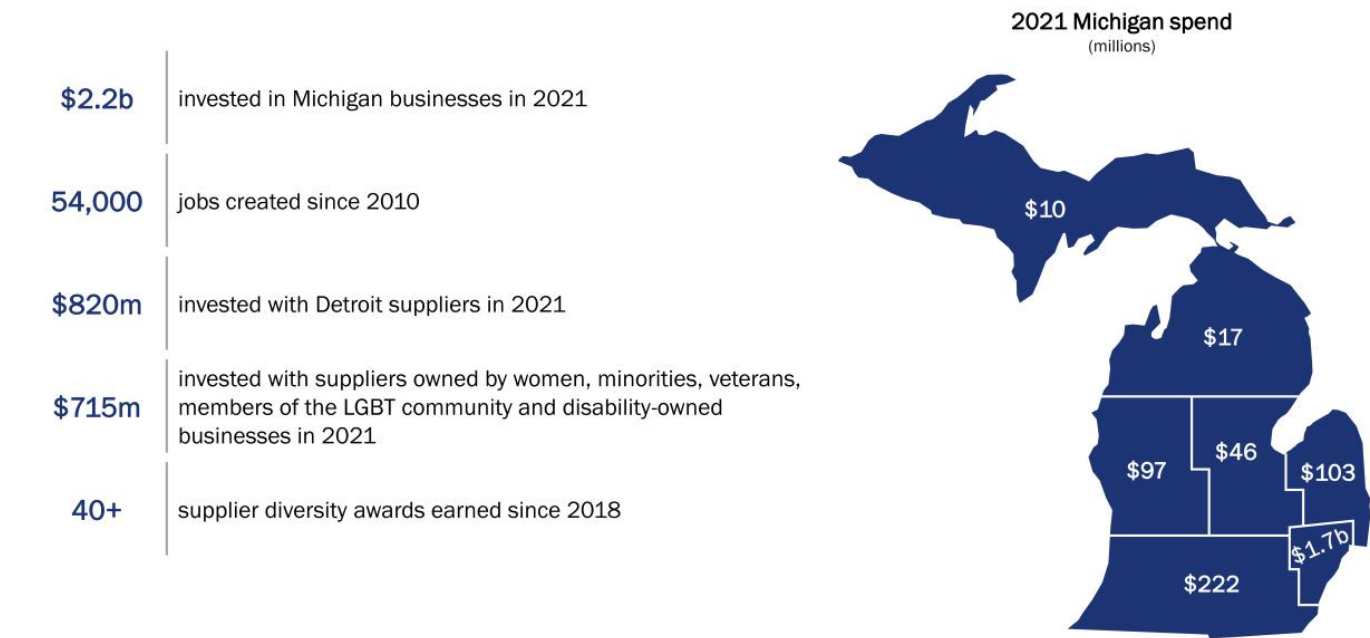 $2.2b
invested in Michigan businesses in 2021
54,000
jobs created since 2010
$820m
invested with Detroit suppliers in 2021
$715m
invested with suppliers owned by women, minorities, veterans,
members of the LGBT community and disability-owned
businesses in 2021
40+
supplier diversity awards earned since 2018
2021 Michigan spend
(millions)
$10
$17
$97
$46
$103
$1.7b
$222